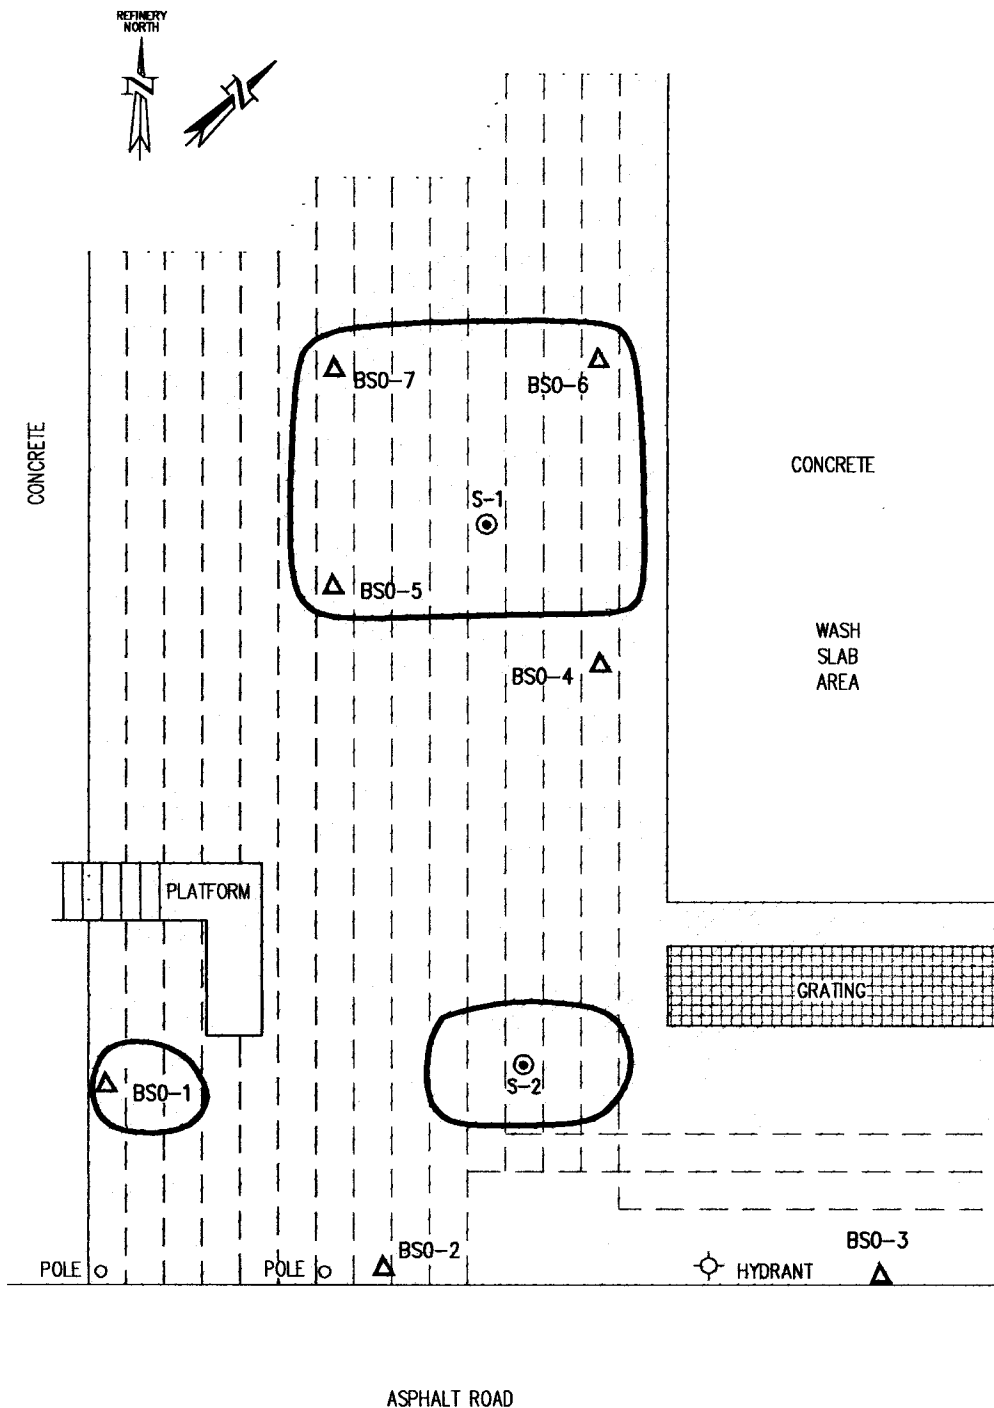 REFINERY
NORTH
N
N
BSO-7
BSO-6
CONCRETE
CONCRETE
S-1
BSO-5
WASH
SLAB
AREA
BSO-4
PLATFORM
GRATING
S-2
BSO-1
BSO-2
BSO-3
POLE
POLE
HYDRANT
ASPHALT ROAD